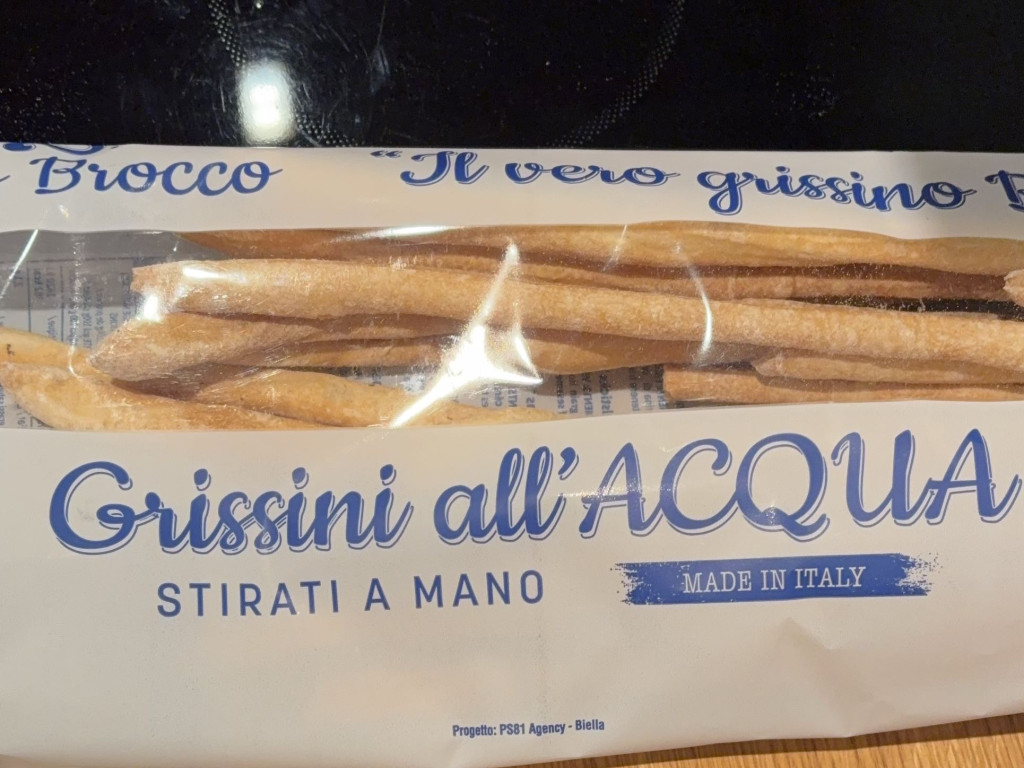 Brocco
“Il vero grissino
Grissini all’ACQUA
STIRATI A MANO
MADE IN ITALY
Progetto: PS81 Agency - Biella